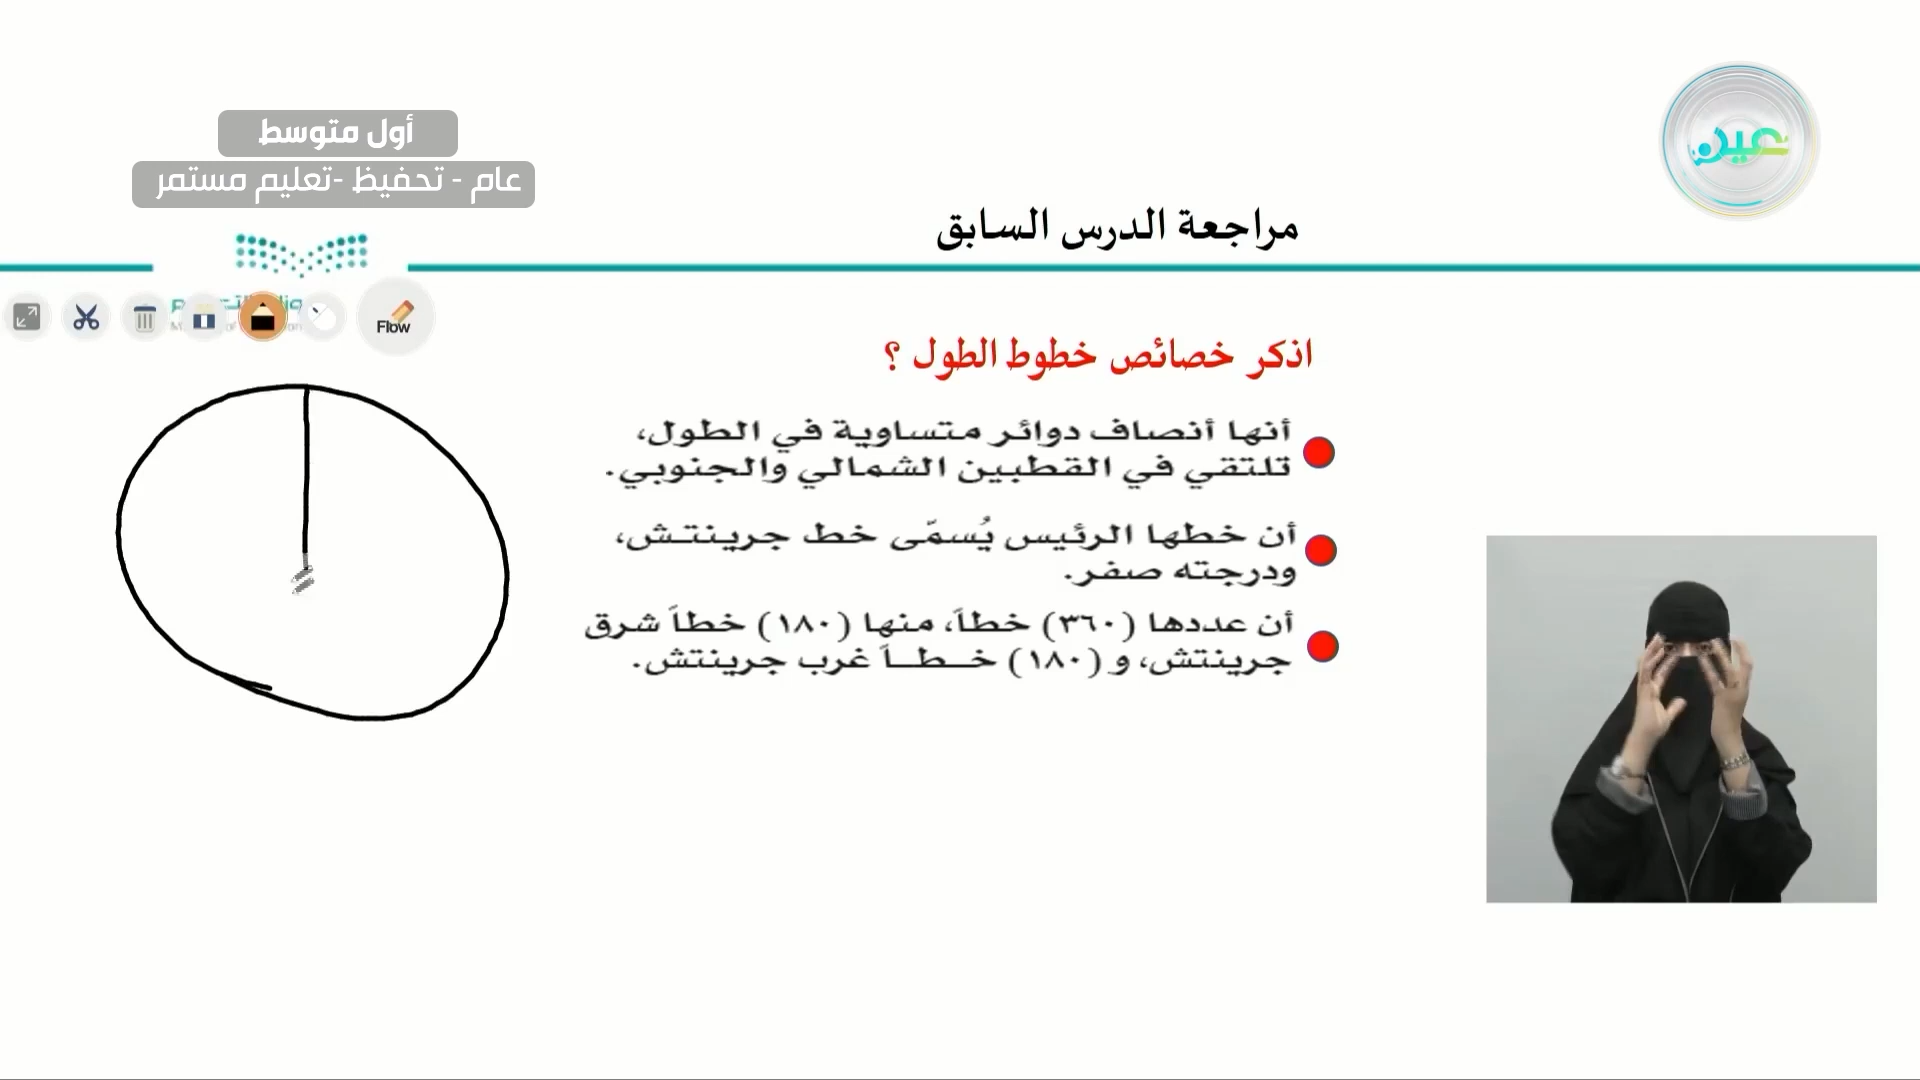 أول متوسط
عام - تحفيظ -تعليم مستمر
عين
مراجعة الدرس السابق
Flow
اذكر خصائص خطوط الطول ؟
أنها أنصاف دوائر متساوية في الطول،
تلتقي في القطبين الشمالي والجنوبي.
أن خطها الرئيس يُسمّى خط جرينتش،
ودرجته صفر.
أن عددها (٣٦٠) خطاً، منها (١٨٠) خطاً شرق
جرينتش، و (١٨٠) خطاً غرب جرينتش.